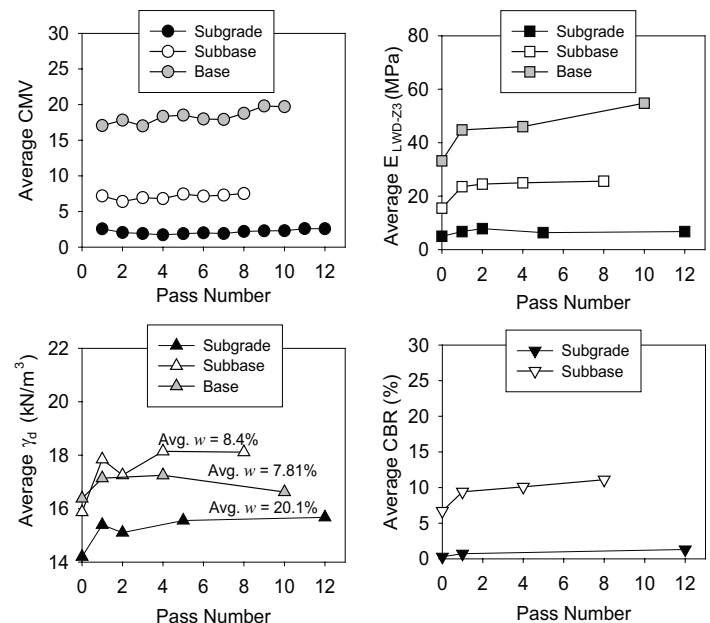 Subgrade
Subbase
Base
Average CMV
30
25
20
15
10
5
0
0 2 4 6 8 10 12
Pass Number
Subgrade
Subbase
Base
Average E_LWD-Z3 (MPa)
80
60
40
20
0
0 2 4 6 8 10 12
Pass Number
Subgrade
Subbase
Base
Average γ_d (kN/m³)
22
20
18
16
14
Avg. w = 8.4%
Avg. w = 7.81%
Avg. w = 20.1%
0 2 4 6 8 10 12
Pass Number
Subgrade
Subbase
Average CBR (%)
30
25
20
15
10
5
0
0 2 4 6 8 10 12
Pass Number